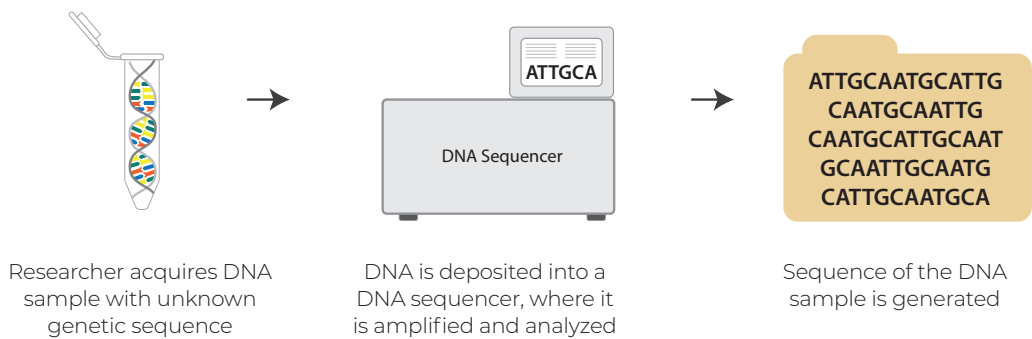 ATTGCA
DNA Sequencer
ATTGCAATGCATTG
CAATGCAATTG
CAATGCATTGCAAT
GCAATTGCAATG
CATTGCAATGCA
Researcher acquires DNA
sample with unknown
genetic sequence
DNA is deposited into a
DNA sequencer, where it
is amplified and analyzed
Sequence of the DNA
sample is generated